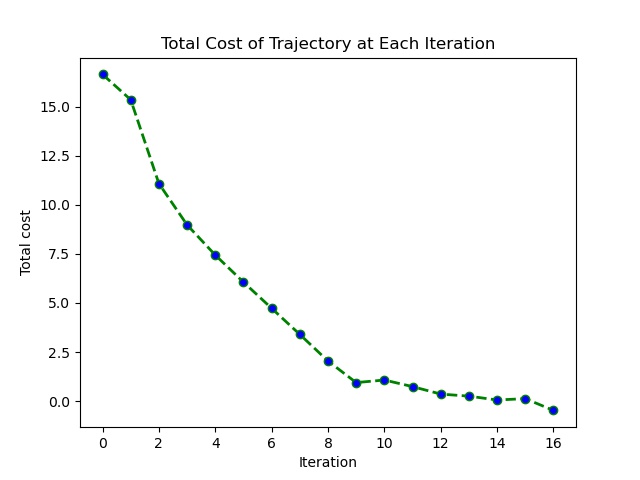 Total Cost of Trajectory at Each Iteration
15.0
12.5
10.0
7.5
5.0
2.5
0.0
Total cost
0 2 4 6 8 10 12 14 16
Iteration